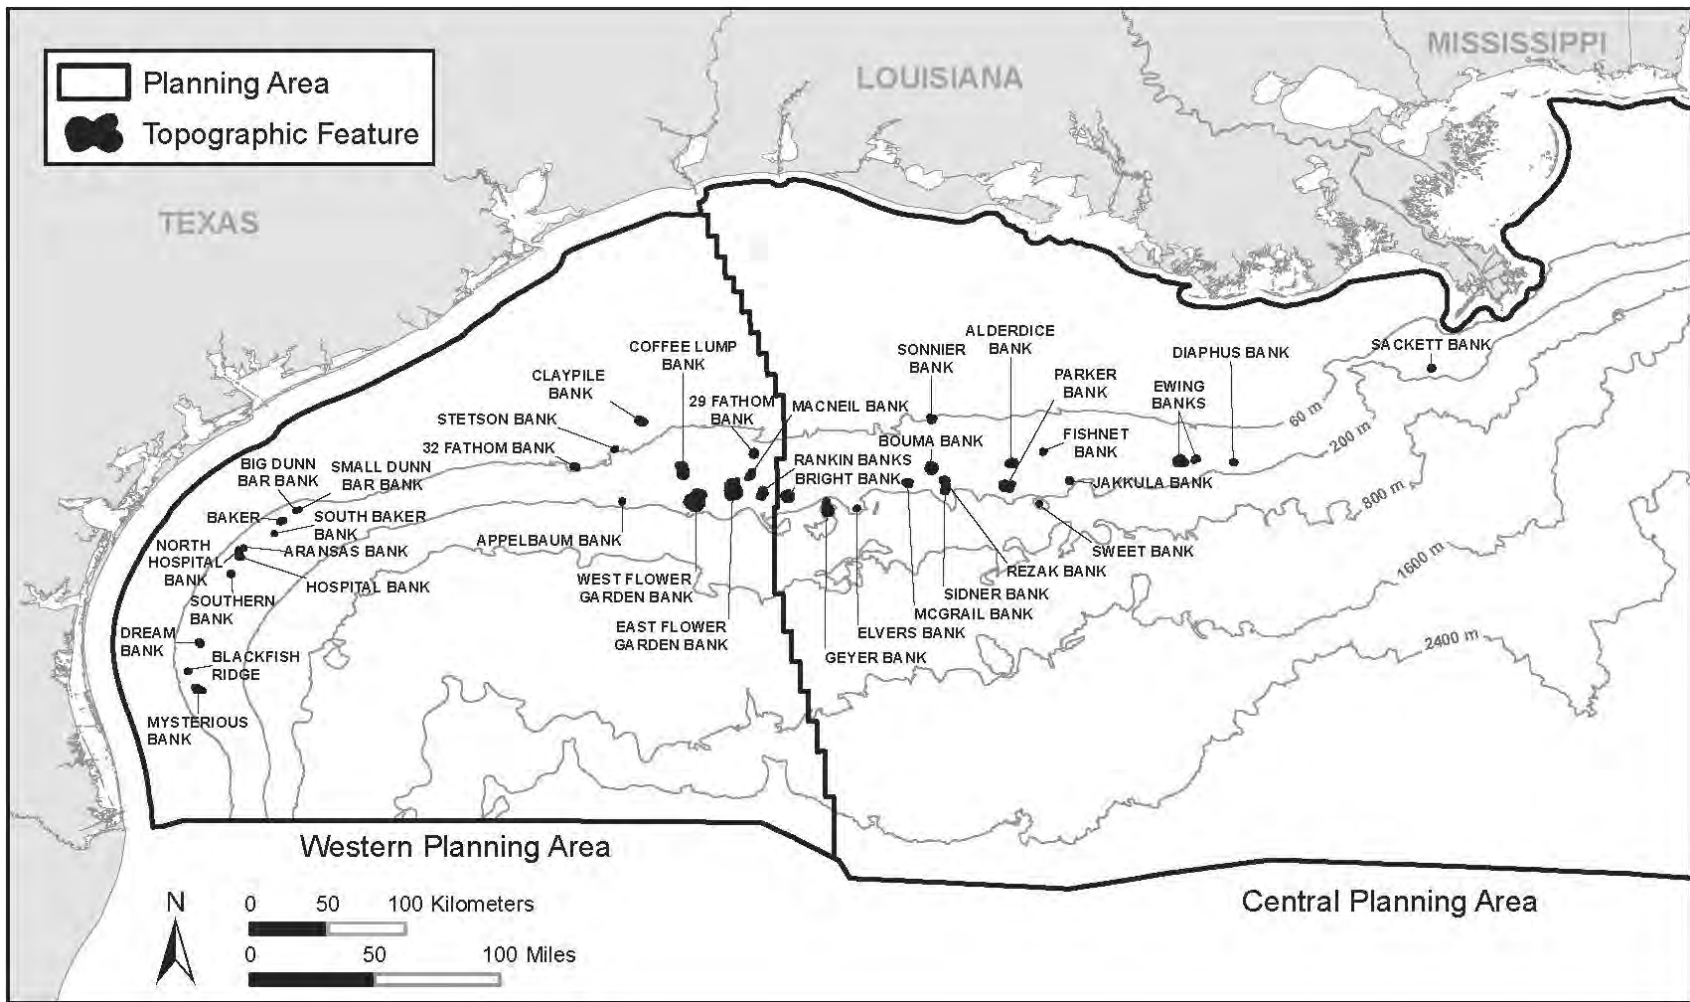 MISSISSIPPI
LOUISIANA
TEXAS
Planning Area
Topographic Feature
COFFEE LUMP
BANK
CLAYPILE
BANK
STETSON BANK
32 FATHOM BANK
29 FATHOM
BANK
MACNEIL BANK
RANKIN BANKS
BRIGHT BANK
SONNIER
BANK
ALDERDICE
BANK
BOUMA BANK
PARKER
BANK
FISHNET
BANK
EWING
BANKS
DIAPHUS BANK
SACKETT BANK
JAKKULA BANK
SWEET BANK
REZAK BANK
SIDNER BANK
MCGRAIL BANK
ELVERS BANK
GEYER BANK
EAST FLOWER
GARDEN BANK
WEST FLOWER
GARDEN BANK
APPELBAUM BANK
BIG DUNN
BAR BANK
SMALL DUNN
BAR BANK
BAKER
SOUTH BAKER
BANK
NORTH
HOSPITAL
BANK
ARANSAS BANK
HOSPITAL BANK
SOUTHERN
BANK
DREAM
BANK
BLACKFISH
RIDGE
MYSTERIOUS
BANK
60 m
200 m
800 m
1600 m
2400 m
Western Planning Area
Central Planning Area
N
0 50 100 Kilometers
0 50 100 Miles